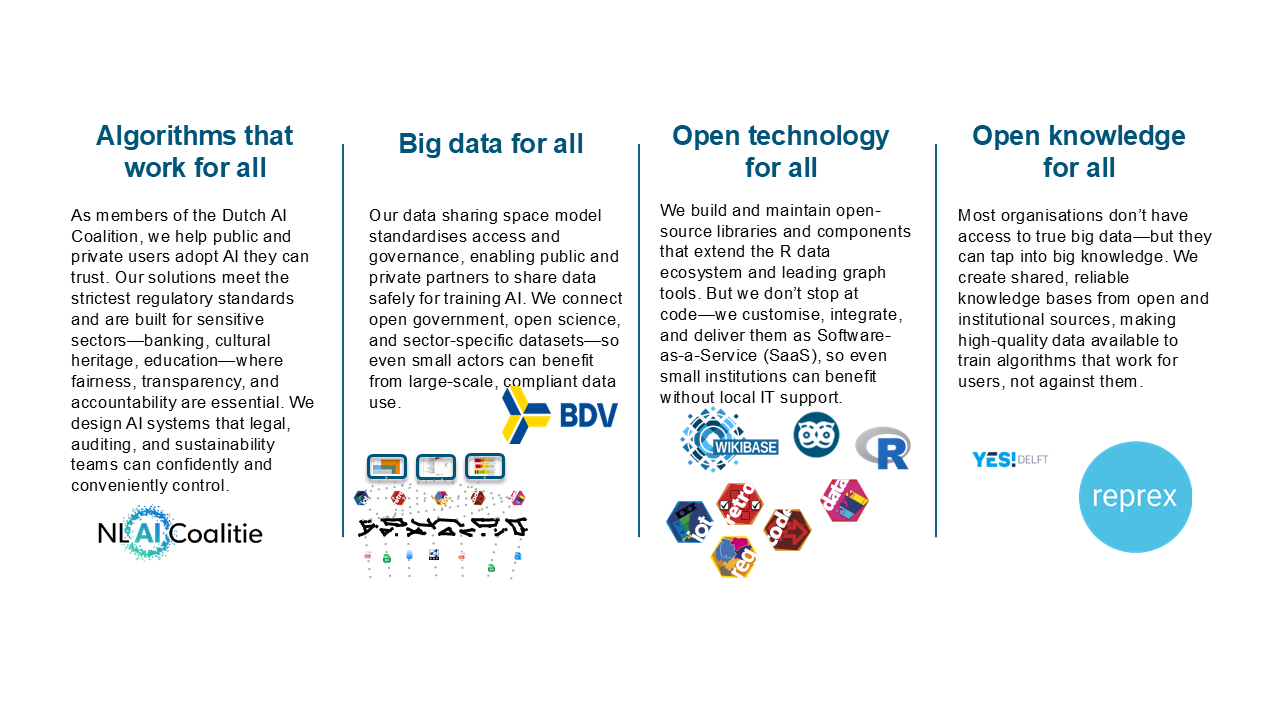 Algorithms that
work for all
As members of the Dutch AI
Coalition, we help public and
private users adopt AI they can
trust. Our solutions meet the
strictest regulatory standards
and are built for sensitive
sectors—banking, cultural
heritage, education—where
fairness, transparency, and
accountability are essential. We
design AI systems that legal,
auditing, and sustainability
teams can confidently and
conveniently control.
NL AI Coalitie
Big data for all
Our data sharing space model
standardises access and
governance, enabling public and
private partners to share data
safely for training AI. We connect
open government, open science,
and sector-specific datasets—so
even small actors can benefit
from large-scale, compliant data
use.
BDV
Open technology
for all
We build and maintain open-
source libraries and components
that extend the R data
ecosystem and leading graph
tools. But we don’t stop at
code—we customise, integrate,
and deliver them as Software-
as-a-Service (SaaS), so even
small institutions can benefit
without local IT support.
WIKIBASE
R
iot
retro
code
data
reg
Open knowledge
for all
Most organisations don’t have
access to true big data—but they
can tap into big knowledge. We
create shared, reliable
knowledge bases from open and
institutional sources, making
high-quality data available to
train algorithms that work for
users, not against them.
YES!DELFT
reprex